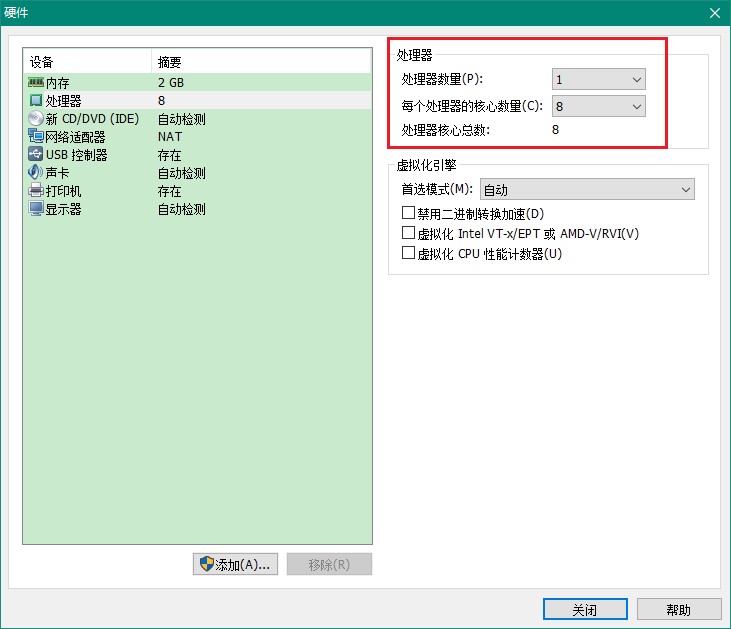 硬件
设备 摘要
内存 2 GB
处理器 8
新 CD/DVD (IDE) 自动检测
网络适配器 NAT
USB 控制器 存在
声卡 自动检测
打印机 存在
显示器 自动检测
处理器
处理器数量(P): 1
每个处理器的核心数量(C): 8
处理器核心总数: 8
虚拟化引擎
首选模式(M): 自动
禁用二进制转换加速(D)
虚拟化 Intel VT-x/EPT 或 AMD-V/RVI(V)
虚拟化 CPU 性能计数器(U)
添加(A)... 移除(R)
关闭 帮助